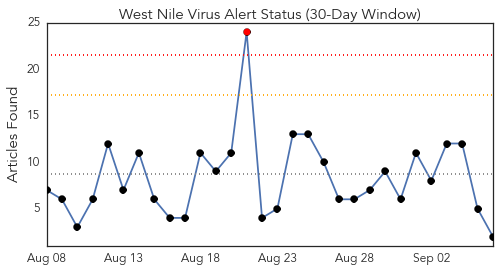 West Nile Virus Alert Status (30-Day Window)
25
20
15
10
5
Articles Found
Aug 08 Aug 13 Aug 18 Aug 23 Aug 28 Sep 02